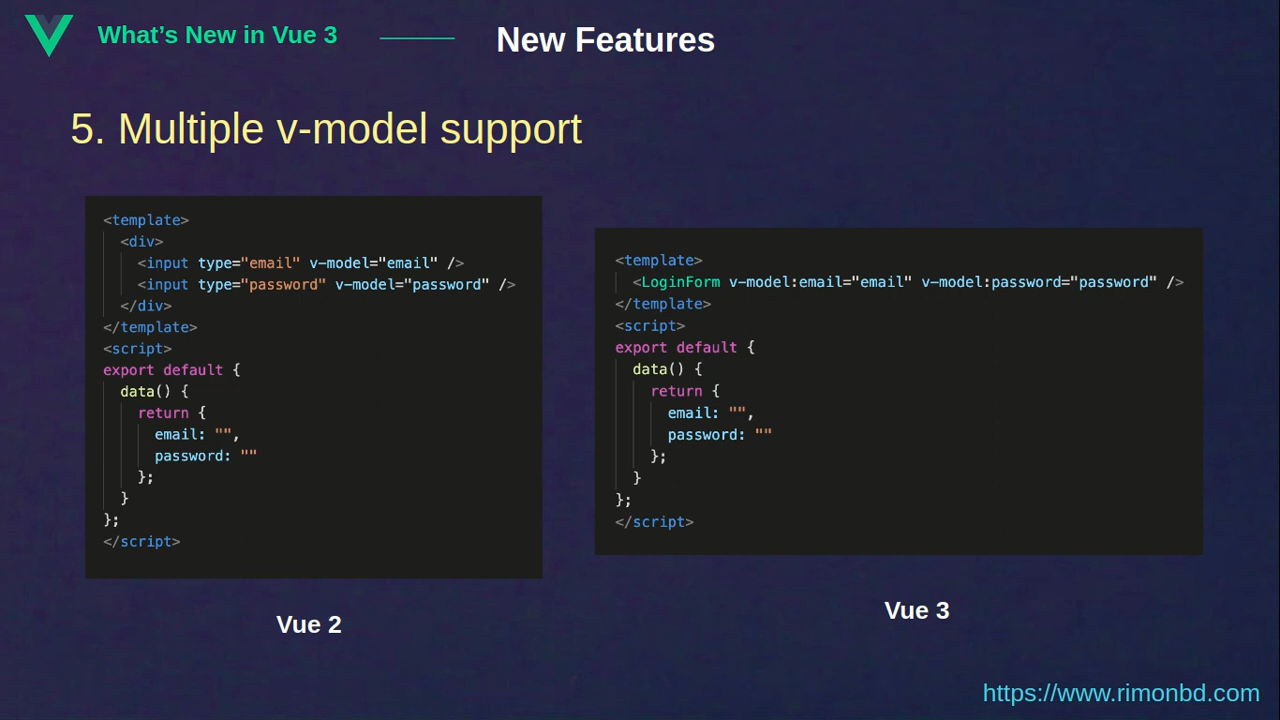 What's New in Vue 3
New Features
5. Multiple v-model support
<template>
  <div>
    <input type="email" v-model="email" />
    <input type="password" v-model="password" />
  </div>
</template>
<script>
export default {
  data() {
    return {
      email: "",
      password: ""
    };
  }
};
</script>
Vue 2
<template>
  <LoginForm v-model:email="email" v-model:password="password" />
</template>
<script>
export default {
  data() {
    return {
      email: "",
      password: ""
    };
  }
};
</script>
Vue 3
https://www.rimonbd.com